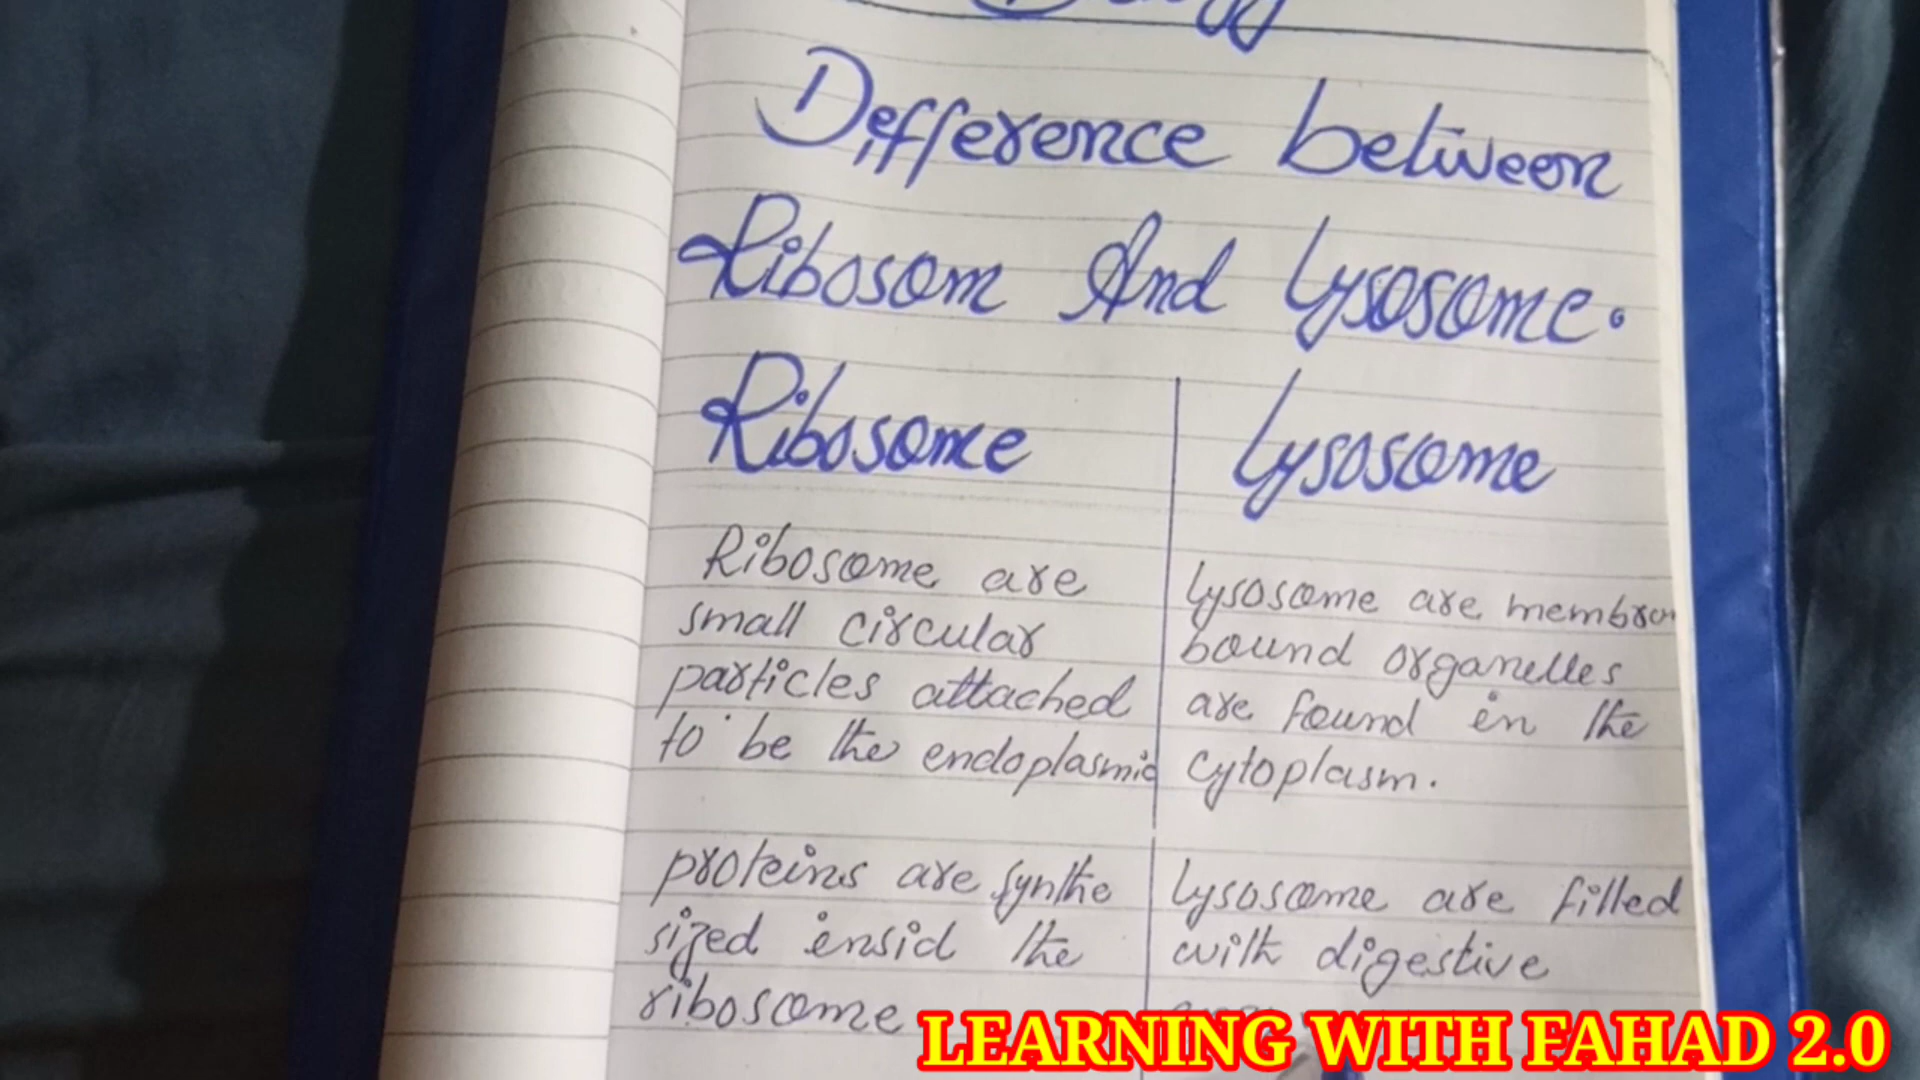 Defference between
Ribosom And Lysosome.
Ribosome
Ribosome are
small circular
particles attached
to be the endoplasmic
proteins are synthe
sized insid the
ribosome
Lysosome
Lysosome are
bound organelles
are found in the
cytoplasm.
Lysosome are filled
with digestive
LEARNING WITH FAHAD 2.0